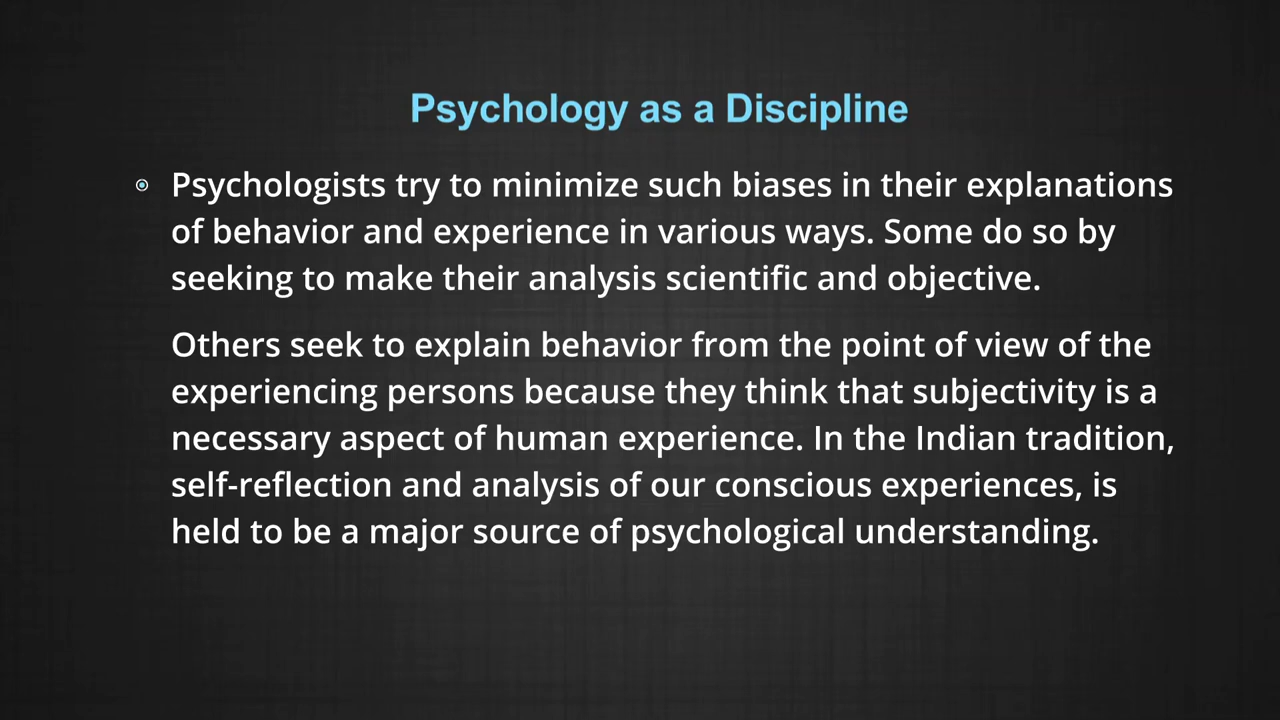 Psychology as a Discipline
Psychologists try to minimize such biases in their explanations
of behavior and experience in various ways. Some do so by
seeking to make their analysis scientific and objective.
Others seek to explain behavior from the point of view of the
experiencing persons because they think that subjectivity is a
necessary aspect of human experience. In the Indian tradition,
self-reflection and analysis of our conscious experiences, is
held to be a major source of psychological understanding.